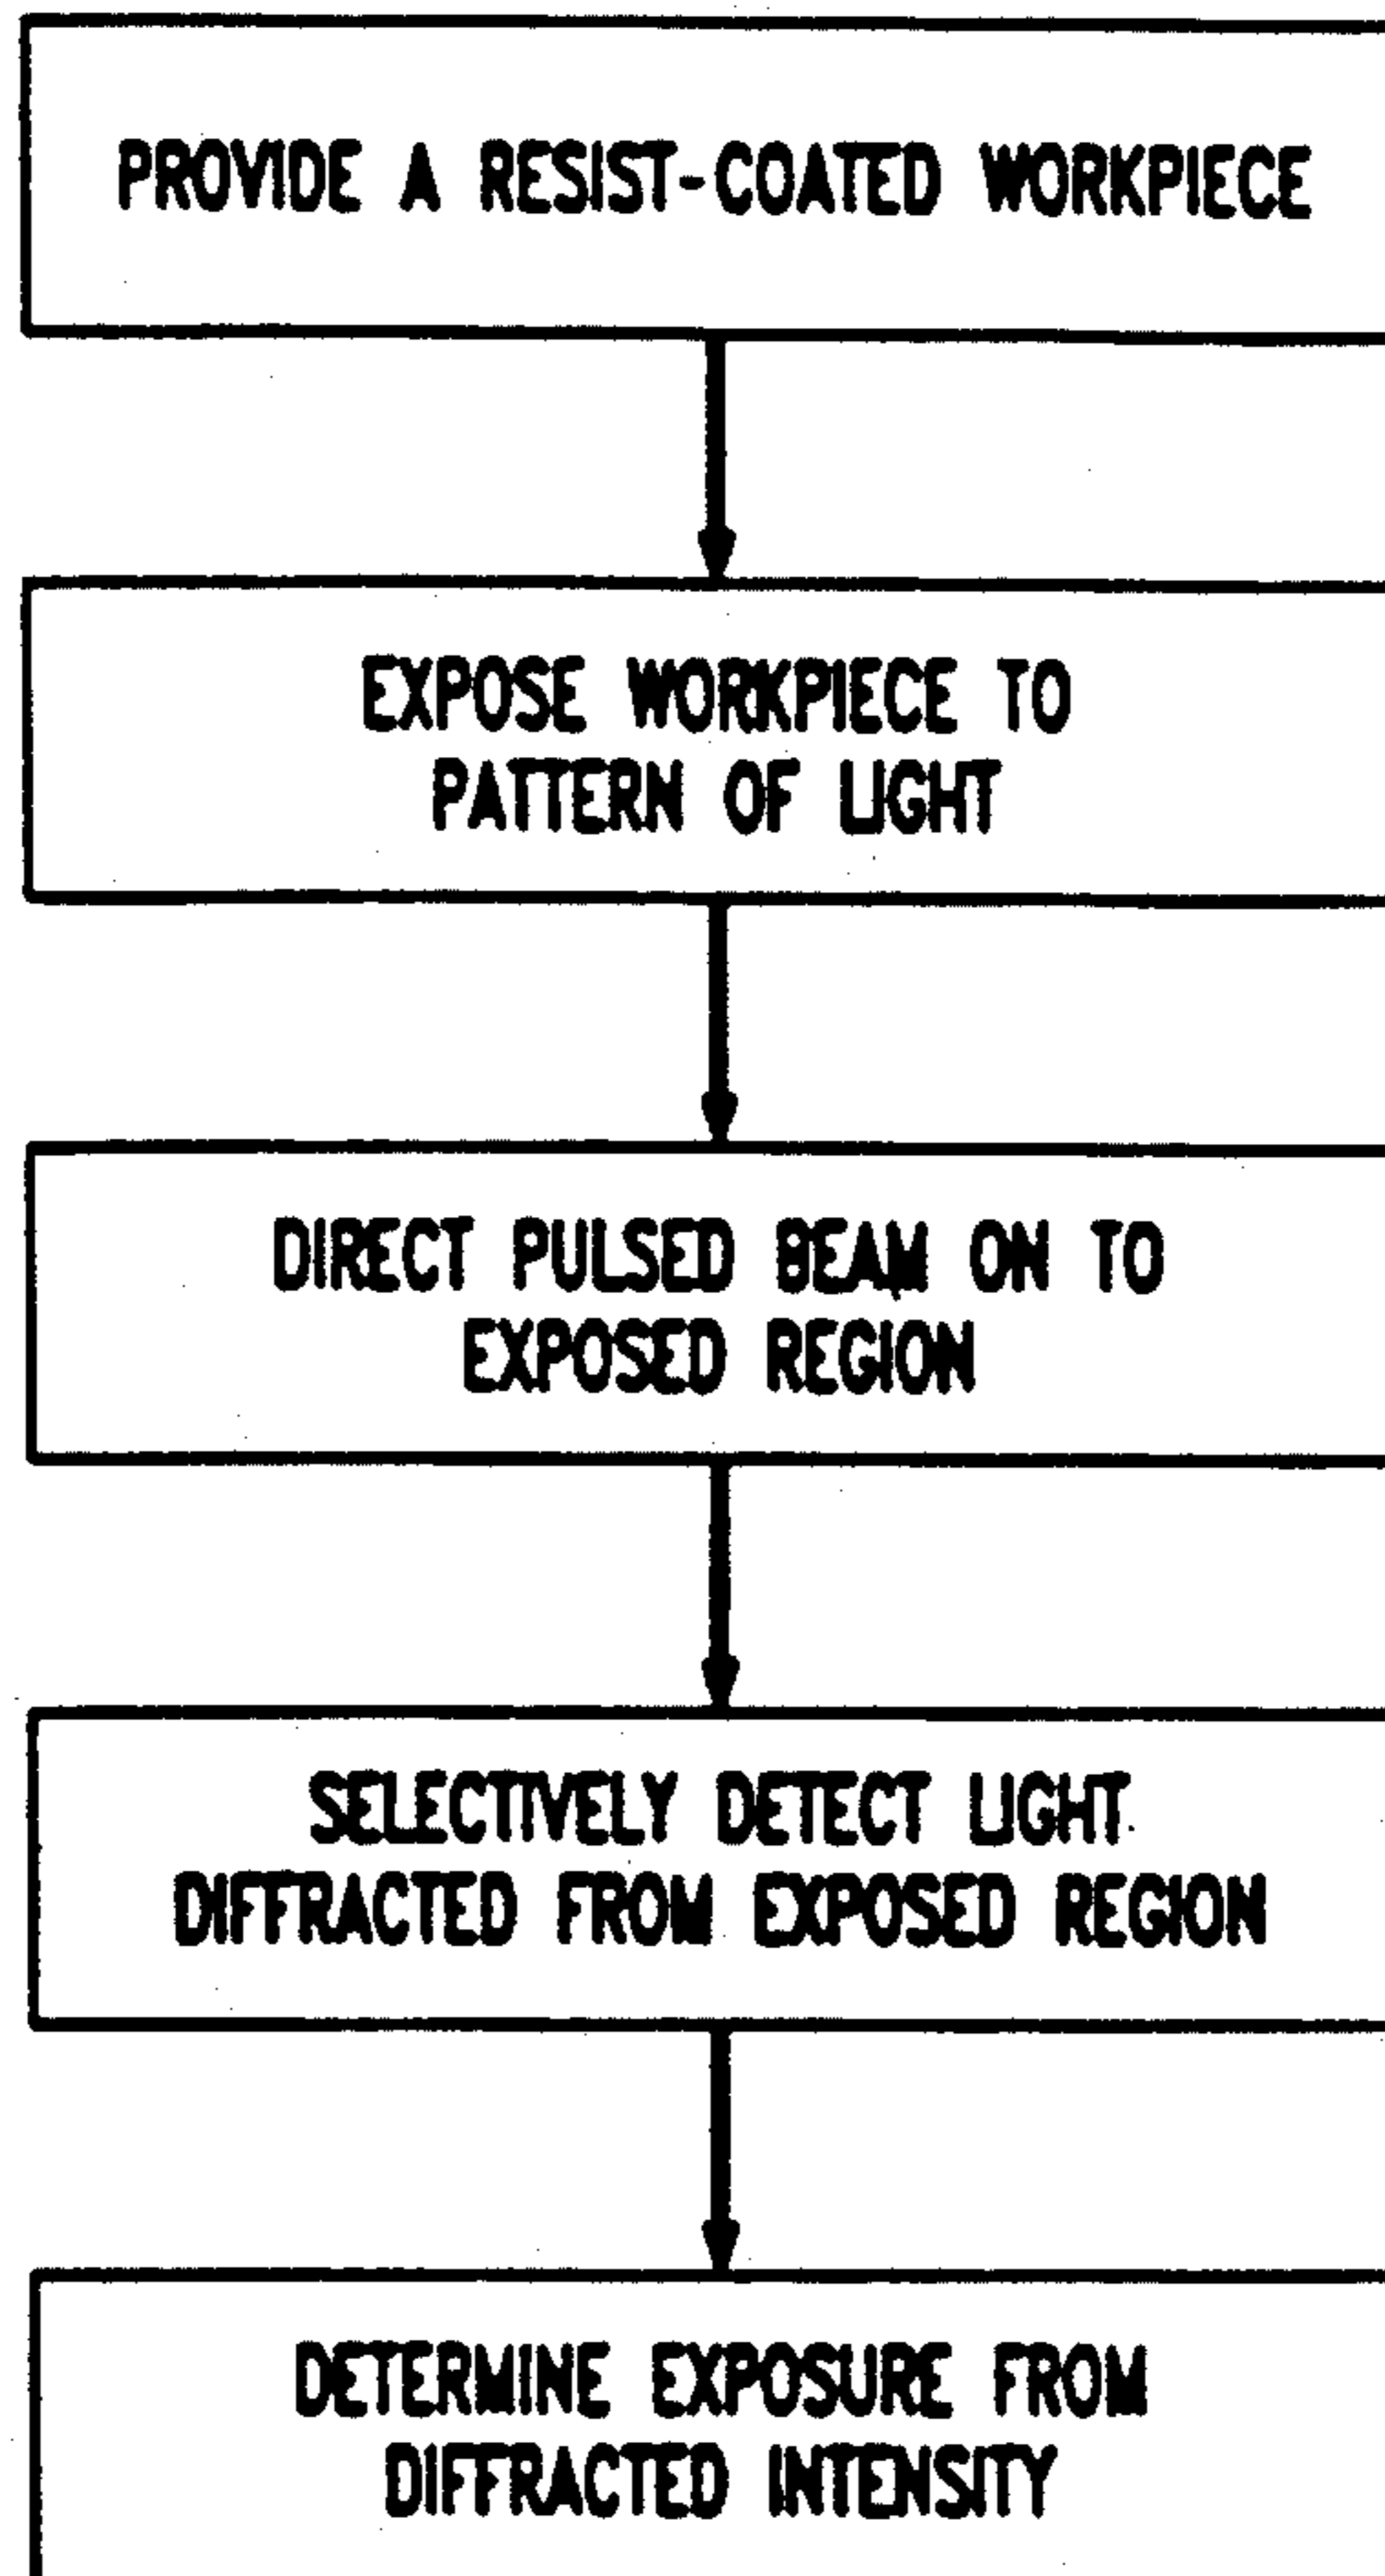 PROVIDE A RESIST-COATED WORKPIECE
EXPOSE WORKPIECE TO
PATTERN OF LIGHT
DIRECT PULSED BEAM ON TO
EXPOSED REGION
SELECTIVELY DETECT LIGHT
DIFFRACTED FROM EXPOSED REGION
DETERMINE EXPOSURE FROM
DIFFRACTED INTENSITY